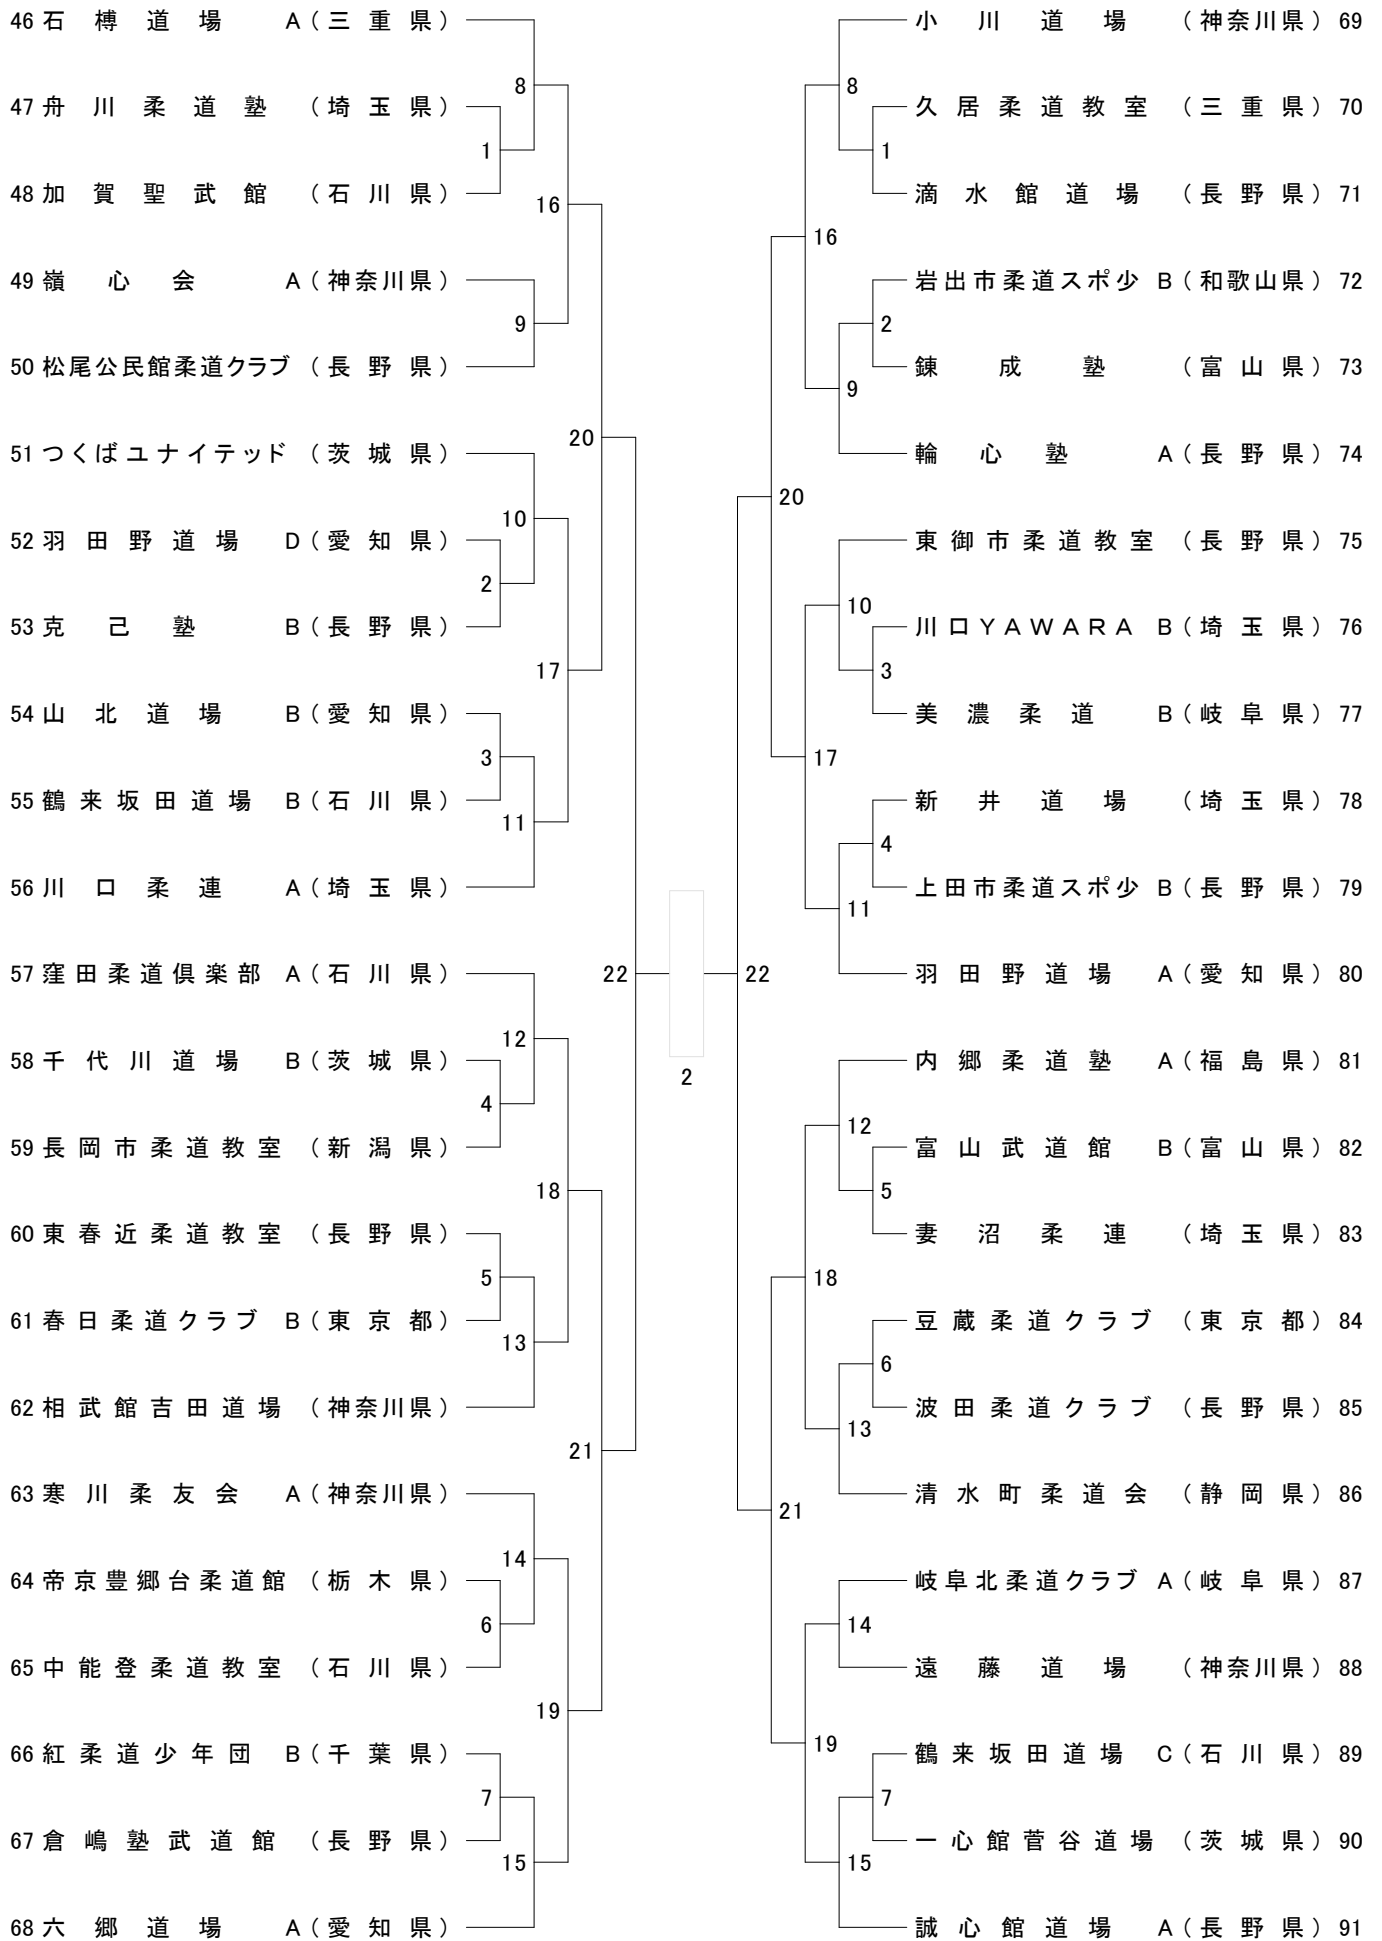 46 石榑道場 A（三重県）
47 舟川柔道塾（埼玉県）
48 加賀聖武館（石川県）
49 嶺心会 A（神奈川県）
50 松尾公民館柔道クラブ（長野県）
51 つくばユナイテッド（茨城県）
52 羽田野道場 D（愛知県）
53 克己塾 B（長野県）
54 山北道場 B（愛知県）
55 鶴来坂田道場 B（石川県）
56 川口柔連 A（埼玉県）
57 窪田柔道倶楽部 A（石川県）
58 千代川道場 B（茨城県）
59 長岡市柔道教室（新潟県）
60 東春近柔道教室（長野県）
61 春日柔道クラブ B（東京都）
62 相武館吉田道場（神奈川県）
63 寒川柔友会 A（神奈川県）
64 帝京豊郷台柔道館（栃木県）
65 中能登柔道教室（石川県）
66 紅柔道少年団 B（千葉県）
67 倉嶋塾武道館（長野県）
68 六郷道場 A（愛知県）
1
2
3
4
5
6
7
8
9
10
11
12
13
14
15
16
17
18
19
20
21
22
2
22
20
21
16
17
18
19
8
9
10
11
12
13
14
15
1
2
3
4
5
6
7
小川道場（神奈川県）69
久居柔道教室（三重県）70
滴水館道場（長野県）71
岩出市柔道スポ少 B（和歌山県）72
錬成塾（富山県）73
輪心塾 A（長野県）74
東御市柔道教室（長野県）75
川口ＹＡＷＡＲＡ B（埼玉県）76
美濃柔道 B（岐阜県）77
新井道場（埼玉県）78
上田市柔道スポ少 B（長野県）79
羽田野道場 A（愛知県）80
内郷柔道塾 A（福島県）81
富山武道館 B（富山県）82
妻沼柔連（埼玉県）83
豆蔵柔道クラブ（東京都）84
波田柔道クラブ（長野県）85
清水町柔道会（静岡県）86
岐阜北柔道クラブ A（岐阜県）87
遠藤道場（神奈川県）88
鶴来坂田道場 C（石川県）89
一心館菅谷道場（茨城県）90
誠心館道場 A（長野県）91